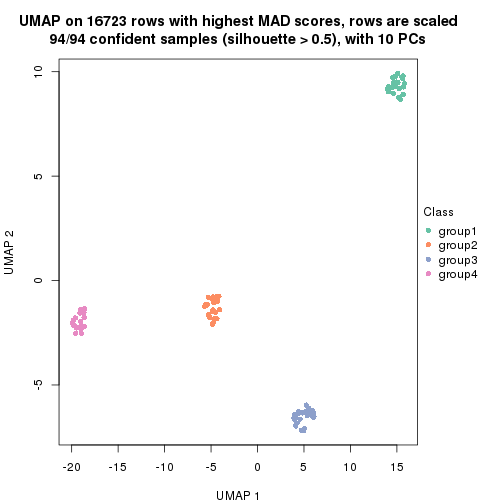 UMAP on 16723 rows with highest MAD scores, rows are scaled
94/94 confident samples (silhouette > 0.5), with 10 PCs
10
5
0
-5
UMAP 2
-20 -15 -10 -5 0 5 10 15
UMAP 1
Class
group1
group2
group3
group4